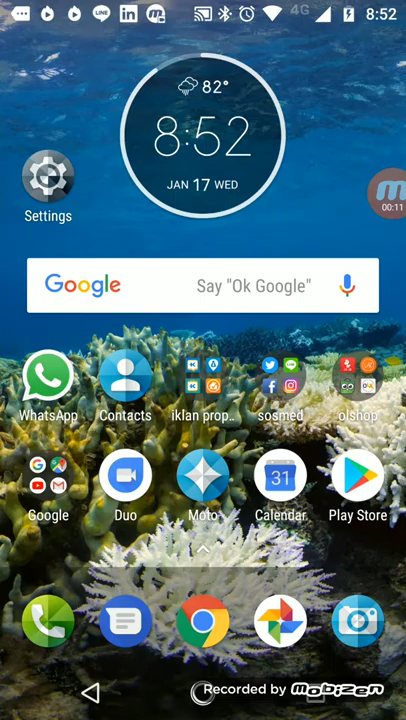 4G 8:52
82°
8:52
JAN 17 WED
00:11
Settings
Google Say "Ok Google"
WhatsApp Contacts iklan prop.. sosmed olshop
31
Google Duo Moto Calendar Play Store
Recorded by mobizen